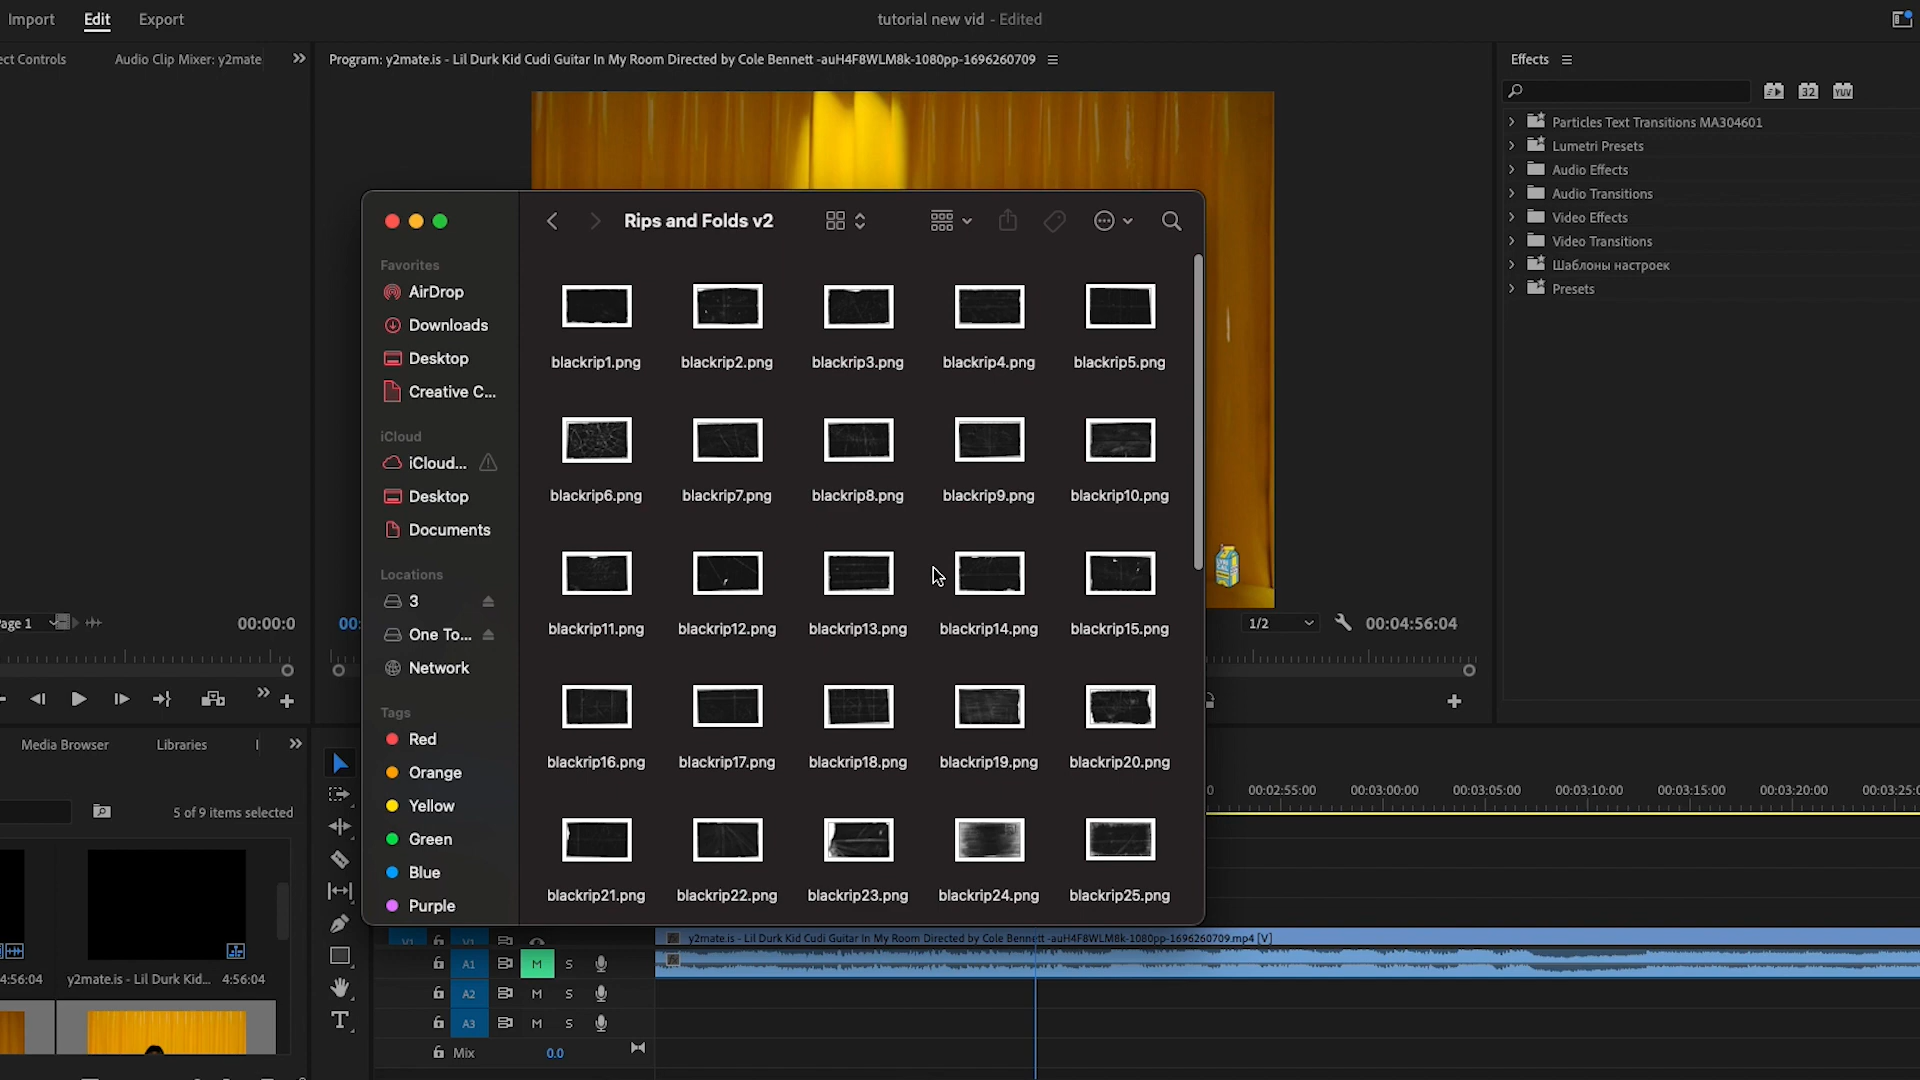 Import Edit Export tutorial new vid - Edited
ect Controls Audio Clip Mixer: y2mate Program: y2mate.is - Lil Durk Kid Cudi Guitar In My Room Directed by Cole Bennett -auH4F8WLM8k-1080pp-1696260709 Effects
32 YUV
Particles Text Transitions MA304601
Lumetri Presets
Audio Effects
Audio Transitions
Video Effects
Video Transitions
Шаблоны настроек
Presets
Rips and Folds v2
Favorites
AirDrop
Downloads
Desktop
Creative C...
iCloud
iCloud...
Desktop
Documents
Locations
3
One To...
Network
Tags
Red
Orange
Yellow
Green
Blue
Purple
blackrip1.png blackrip2.png blackrip3.png blackrip4.png blackrip5.png
blackrip6.png blackrip7.png blackrip8.png blackrip9.png blackrip10.png
blackrip11.png blackrip12.png blackrip13.png blackrip14.png blackrip15.png
blackrip16.png blackrip17.png blackrip18.png blackrip19.png blackrip20.png
blackrip21.png blackrip22.png blackrip23.png blackrip24.png blackrip25.png
LYRICAL
age 1 00:00:0 00: 1/2 00:04:56:04
Media Browser Libraries
5 of 9 items selected
4:56:04 y2mate.is - Lil Durk Kid... 4:56:04
0 00:02:55:00 00:03:00:00 00:03:05:00 00:03:10:00 00:03:15:00 00:03:20:00 00:03:25:0
V1 V1 y2mate.is - Lil Durk Kid Cudi Guitar In My Room Directed by Cole Bennett -auH4F8WLM8k-1080pp-1696260709.mp4 [V]
A1 M S
A2 M S
A3 M S
Mix 0.0